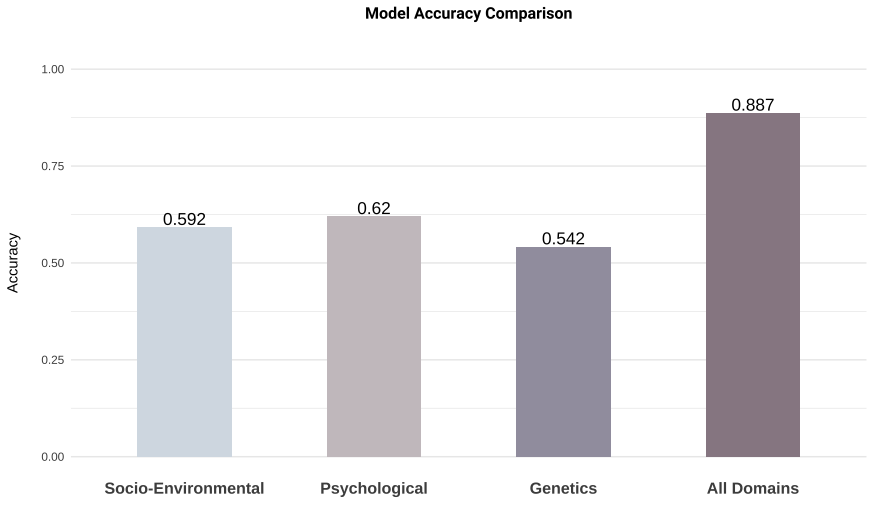 Model Accuracy Comparison
1.00
0.75
0.50
0.25
0.00
Accuracy
0.592
0.62
0.542
0.887
Socio-Environmental
Psychological
Genetics
All Domains